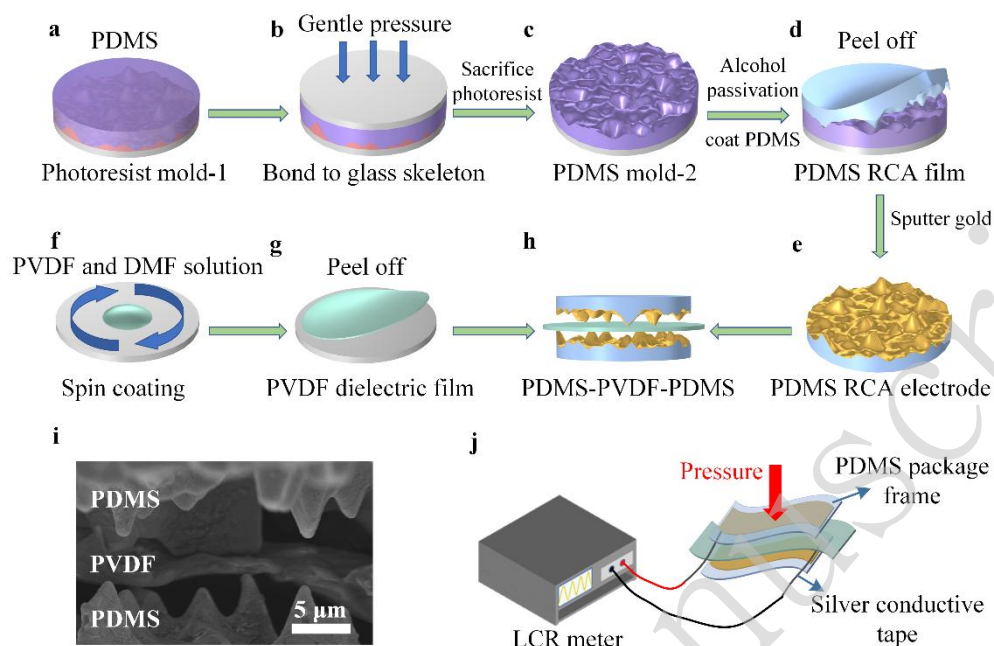 a
PDMS
Photoresist mold-1
b
Gentle pressure
Bond to glass skeleton
Sacrifice
photoresist
c
PDMS mold-2
Alcohol
passivation
coat PDMS
d
Peel off
PDMS RCA film
Sputter gold
e
PDMS RCA electrode
f
PVDF and DMF solution
Spin coating
g
Peel off
PVDF dielectric film
h
PDMS-PVDF-PDMS
i
PDMS
PVDF
PDMS
5 μm
j
Pressure
PDMS package
frame
LCR meter
Silver conductive
tape